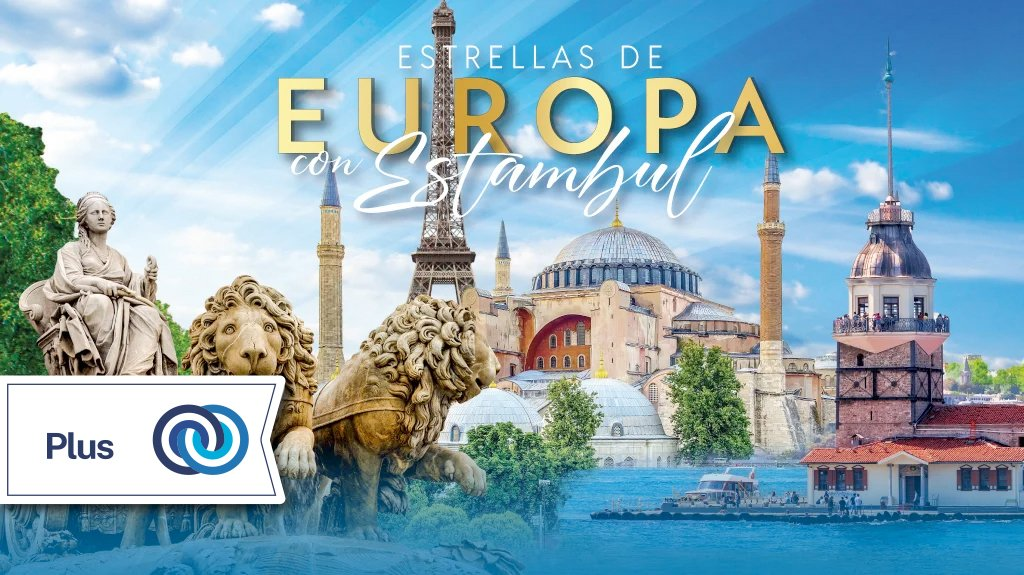 ESTRELLAS DE
EUROPA
con Estambul
Plus